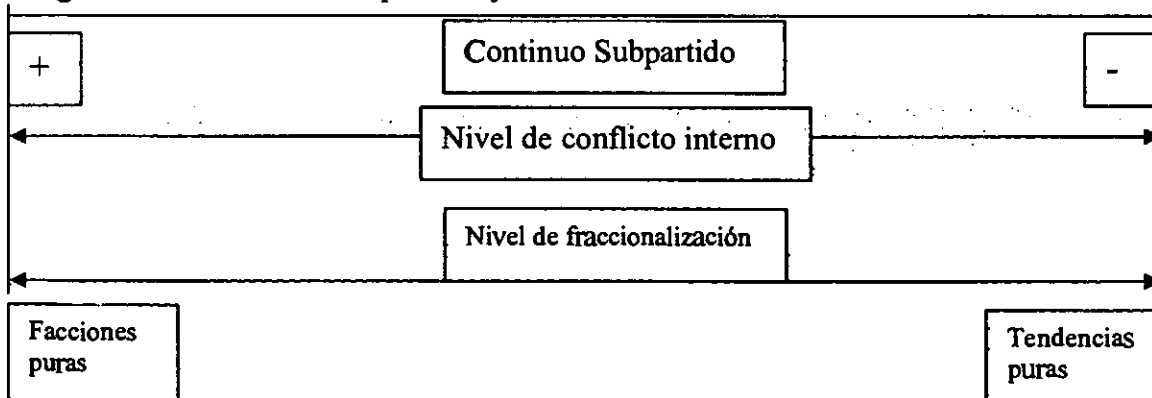 +
Continuo Subpartido
-
Nivel de conflicto interno
Nivel de fraccionalización
Facciones
puras
Tendencias
puras